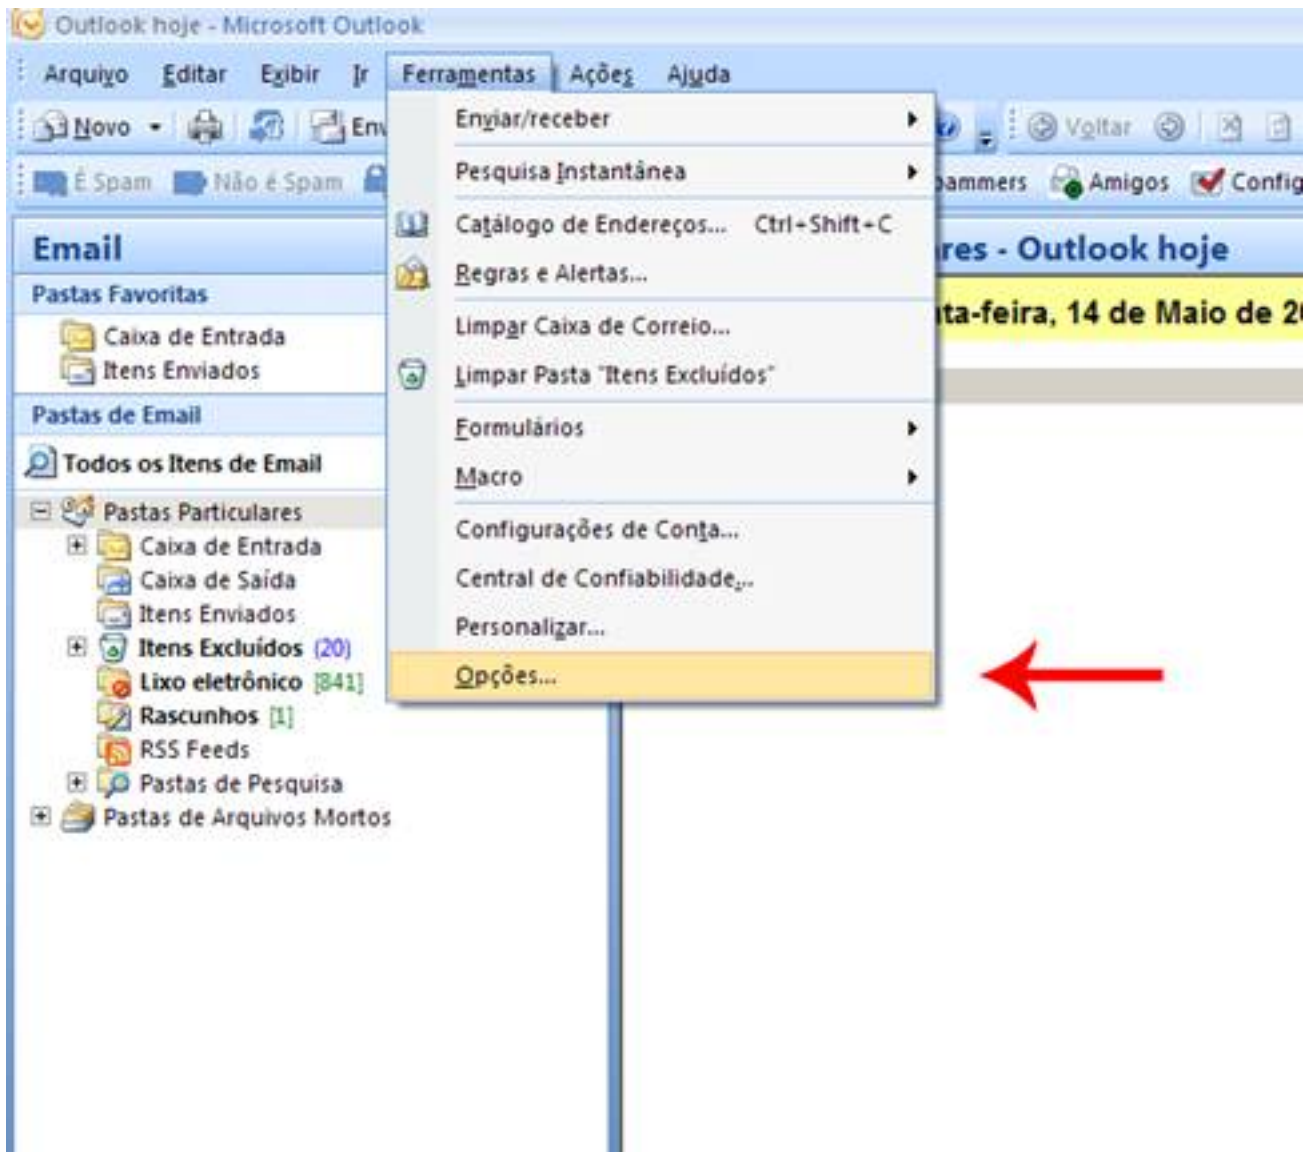 Outlook hoje - Microsoft Outlook
Arquivo Editar Exibir Ir Ferramentas Ações Ajuda
Novo Voltar
É Spam Não é Spam Amigos
Enviar/receber
Pesquisa Instantânea
Catálogo de Endereços... Ctrl+Shift+C
Regras e Alertas...
Limpar Caixa de Correio...
Limpar Pasta "Itens Excluídos"
Formulários
Macro
Configurações de Conta...
Central de Confiabilidade...
Personalizar...
Opções...
Email
Pastas Favoritas
Caixa de Entrada
Itens Enviados
Pastas de Email
Todos os Itens de Email
Pastas Particulares
Caixa de Entrada
Caixa de Saída
Itens Enviados
Itens Excluídos (20)
Lixo eletrônico [841]
Rascunhos [1]
RSS Feeds
Pastas de Pesquisa
Pastas de Arquivos Mortos
res - Outlook hoje
ta-feira, 14 de Maio de